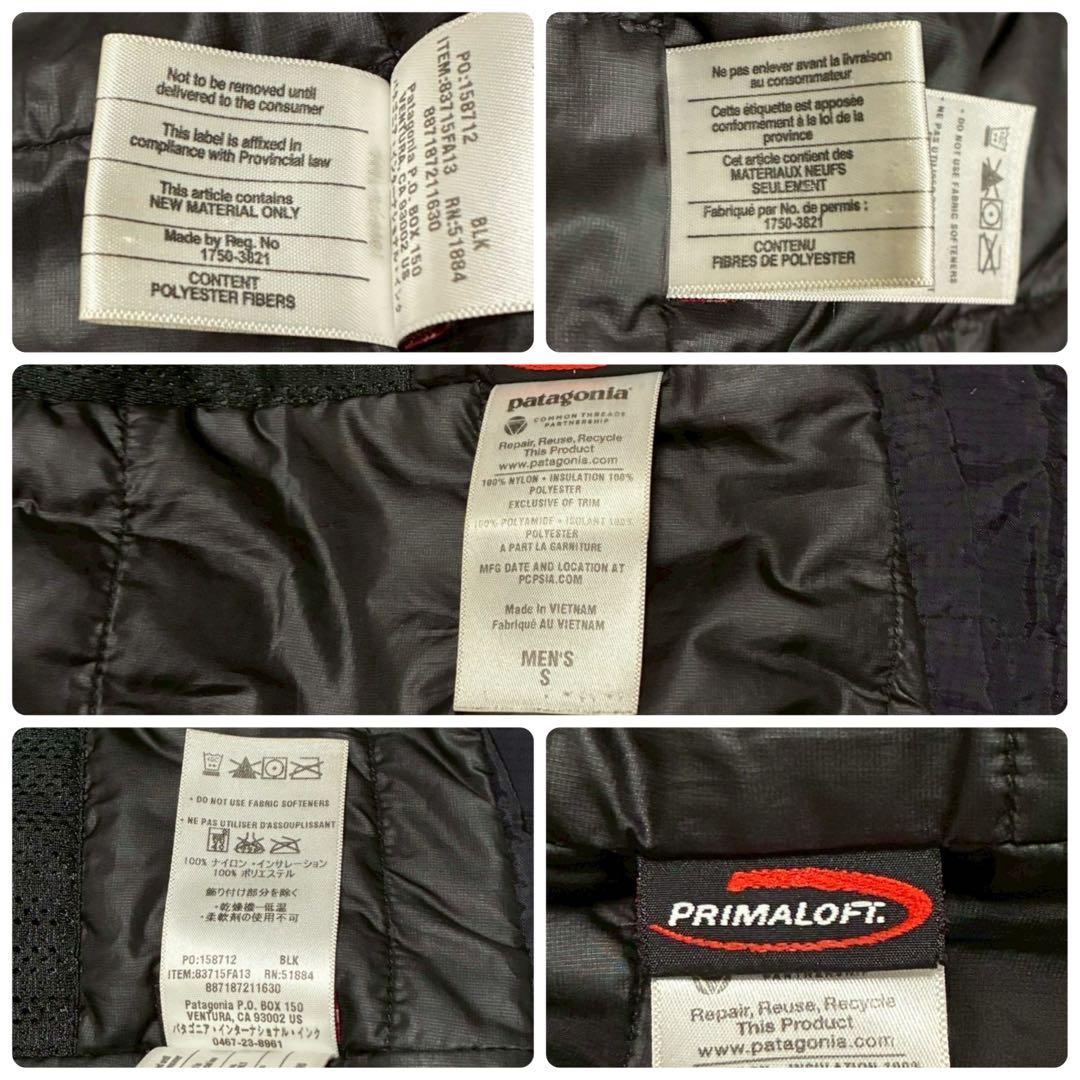 Not to be removed until
delivered to the consumer
This label is affixed in
compliance with Provincial law
This article contains
NEW MATERIAL ONLY
Made by Reg. No
1750-3821
CONTENT
POLYESTER FIBERS
PO:158712 BLK
ITEM:83715FA13 RN:51884
887187211630
Patagonia P.O. BOX 150
VENTURA, CA 93002 US
Ne pas enlever avant la livraison
au consommateur
Cette étiquette est apposée
conformément à la loi de la
province
Cet article contient des
MATÉRIAUX NEUFS
SEULEMENT
Fabriqué par No. de permis :
1750-3821
CONTENU
FIBRES DE POLYESTER
• DO NOT USE FABRIC SOFTENERS
• NE PAS UTILIS
patagonia®
COMMON THREADS
PARTNERSHIP
Repair, Reuse, Recycle
This Product
www.patagonia.com
100% NYLON • INSULATION 100%
POLYESTER
EXCLUSIVE OF TRIM
100% POLYAMIDE • ISOLANT 100%
POLYESTER
A PART LA GARNITURE
MFG DATE AND LOCATION AT
PCPSIA.COM
Made in VIETNAM
Fabriqué AU VIETNAM
MEN'S
S
• DO NOT USE FABRIC SOFTENERS
• NE PAS UTILISER D'ASSOUPLISSANT
100% ナイロン・インサレーション
100% ポリエステル
飾り付け部分を除く
・乾燥機一低温
・柔軟剤の使用不可
PO:158712 BLK
ITEM:83715FA13 RN:51884
887187211630
Patagonia P.O. BOX 150
VENTURA, CA 93002 US
パタゴニア・インターナショナル・インク
0467-23-8961
PRIMALOFT.
Repair, Reuse, Recycle
This Product
www.patagonia.com